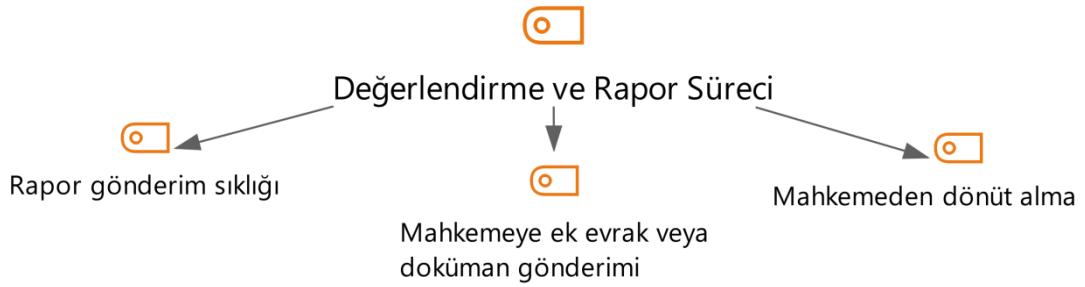 Değerlendirme ve Rapor Süreci
Rapor gönderim sıklığı
Mahkemeye ek evrak veya
doküman gönderimi
Mahkemeden dönüt alma